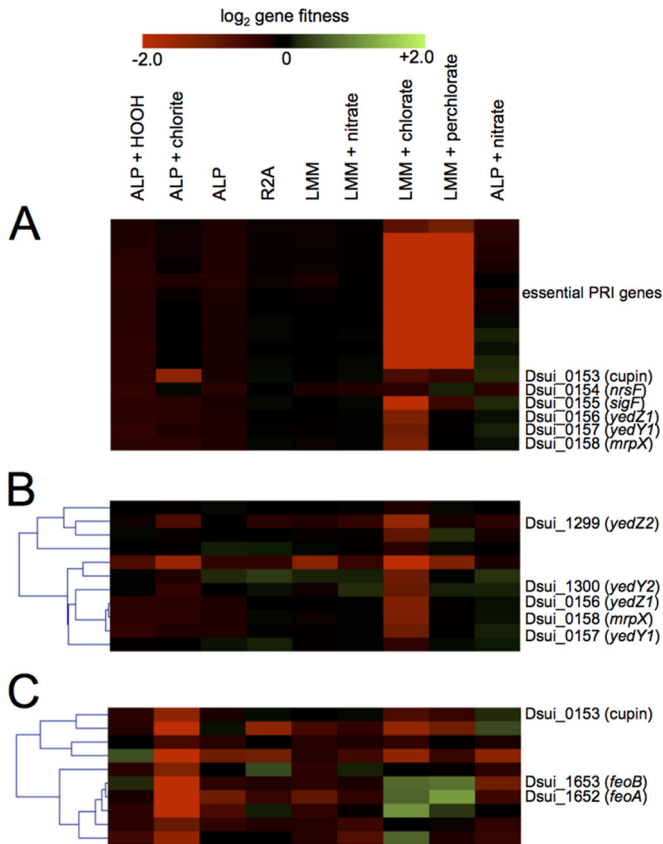 log2 gene fitness
-2.0 0 +2.0
ALP + HOOH
ALP + chlorite
ALP
R2A
LMM
LMM + nitrate
LMM + chlorate
LMM + perchlorate
ALP + nitrate
A
essential PRI genes
Dsui_0153 (cupin)
Dsui_0154 (nrsF)
Dsui_0155 (sigF)
Dsui_0156 (yedZ1)
Dsui_0157 (yedY1)
Dsui_0158 (mrpX)
B
Dsui_1299 (yedZ2)
Dsui_1300 (yedY2)
Dsui_0156 (yedZ1)
Dsui_0158 (mrpX)
Dsui_0157 (yedY1)
C
Dsui_0153 (cupin)
Dsui_1653 (feoB)
Dsui_1652 (feoA)